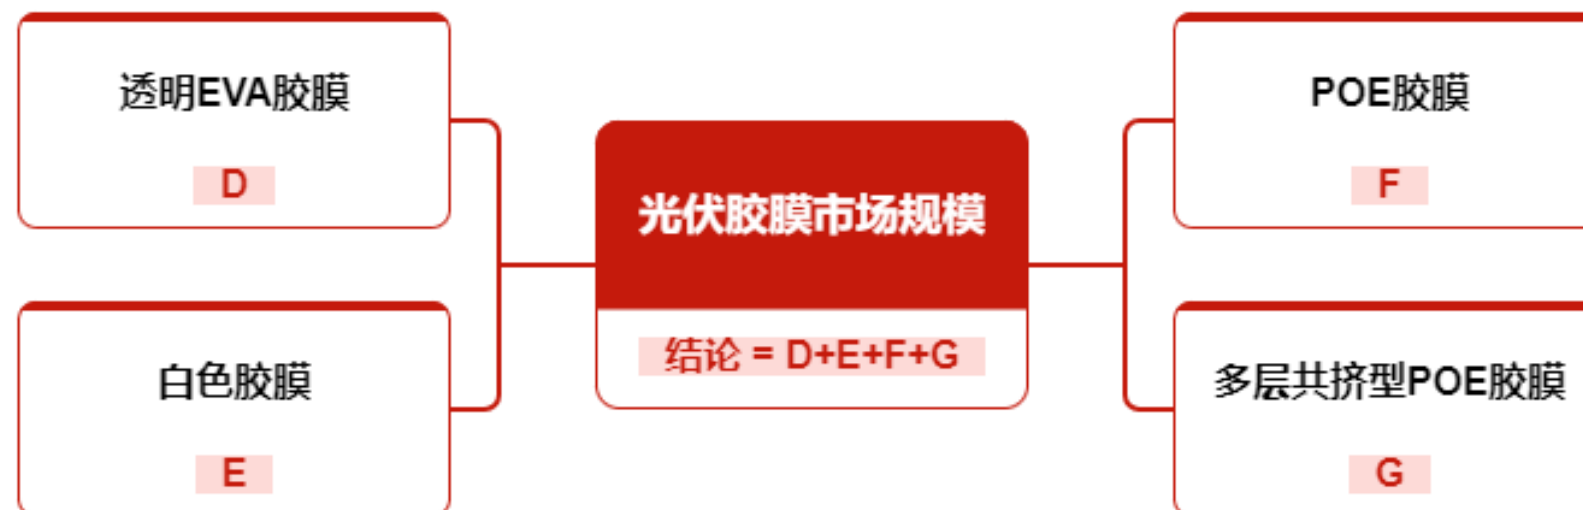 透明EVA胶膜
D
白色胶膜
E
光伏胶膜市场规模
结论 = D+E+F+G
POE胶膜
F
多层共挤型POE胶膜
G